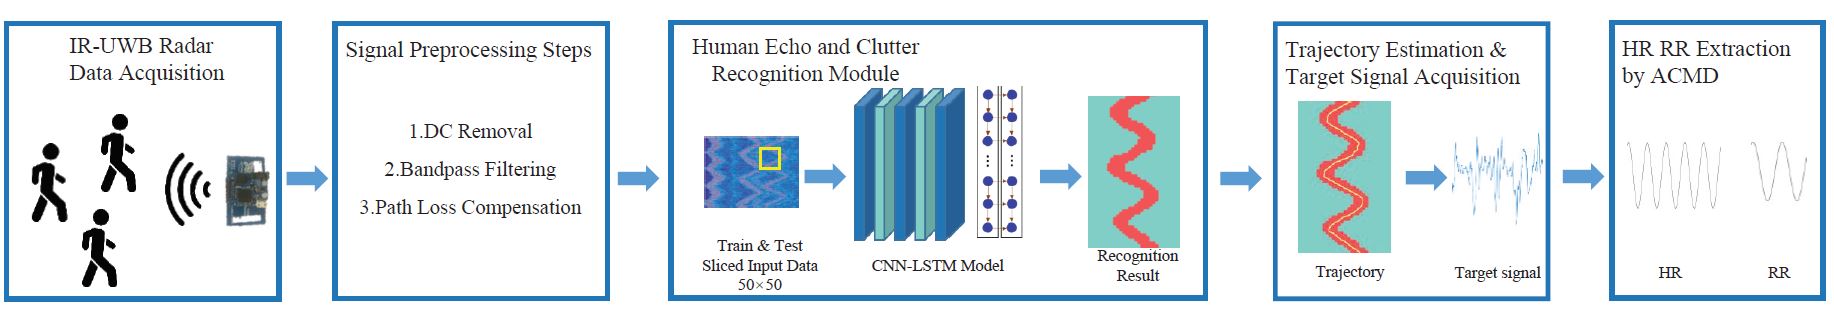 IR-UWB Radar
Data Acquisition
Signal Preprocessing Steps
1.DC Removal
2.Bandpass Filtering
3.Path Loss Compensation
Human Echo and Clutter
Recognition Module
Train & Test
Sliced Input Data
50×50
CNN-LSTM Model
Recognition
Result
Trajectory Estimation &
Target Signal Acquisition
Trajectory
Target signal
HR RR Extraction
by ACMD
HR
RR